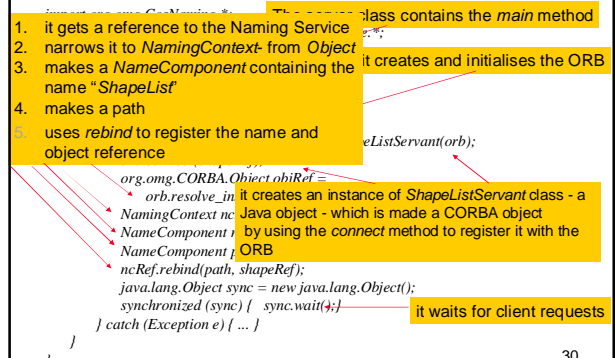 import org.omg.CosNaming.*;
The server class contains the main method
1. it gets a reference to the Naming Service
2. narrows it to NamingContext- from Object
3. makes a NameComponent containing the
name “ShapeList”
4. makes a path
5. uses rebind to register the name and
object reference
it creates and initialises the ORB
eListServant(orb);
org.omg.CORBA.Object objRef =
orb.resolve_in
it creates an instance of ShapeListServant class - a
Java object - which is made a CORBA object
by using the connect method to register it with the
ORB
NamingContext nc
NameComponent n
NameComponent p
ncRef.rebind(path, shapeRef);
java.lang.Object sync = new java.lang.Object();
synchronized (sync) { sync.wait();}
it waits for client requests
} catch (Exception e) { ... }
}
30